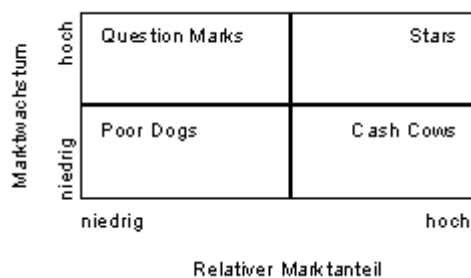 hoch
Question Marks
Stars
Marktwachstum
niedrig
Poor Dogs
Cash Cows
niedrig
hoch
Relativer Marktanteil